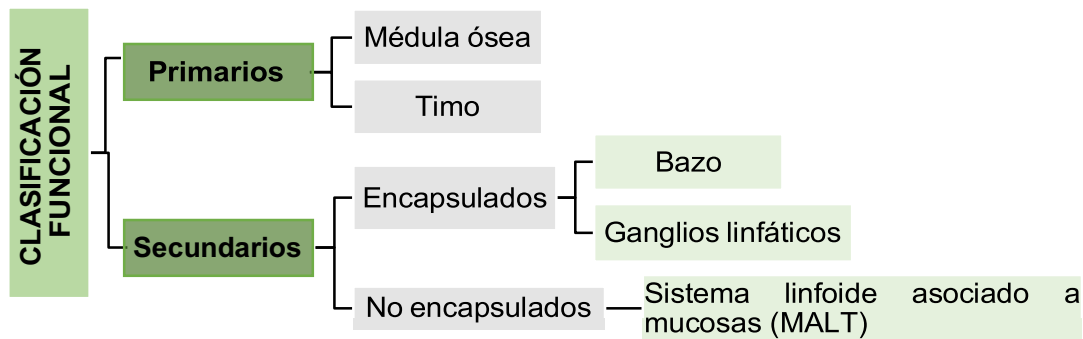 CLASIFICACIÓN
FUNCIONAL
Primarios
Médula ósea
Timo
Secundarios
Encapsulados
Bazo
Ganglios linfáticos
No encapsulados
Sistema linfoide asociado a
mucosas (MALT)